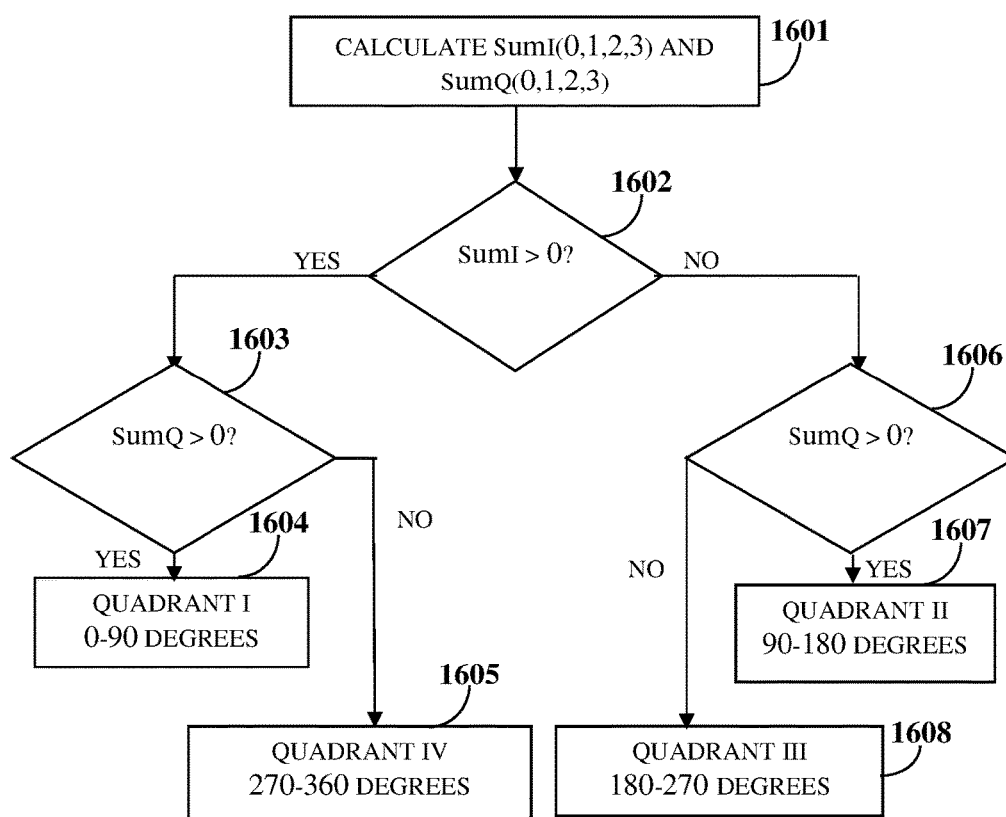 CALCULATE SumI(0,1,2,3) AND
SumQ(0,1,2,3)
1601
1602
SumI > 0?
YES
NO
1603
1606
SumQ > 0?
SumQ > 0?
1604
NO
1607
YES
NO
YES
QUADRANT I
0-90 DEGREES
QUADRANT II
90-180 DEGREES
1605
QUADRANT IV
270-360 DEGREES
QUADRANT III
180-270 DEGREES
1608